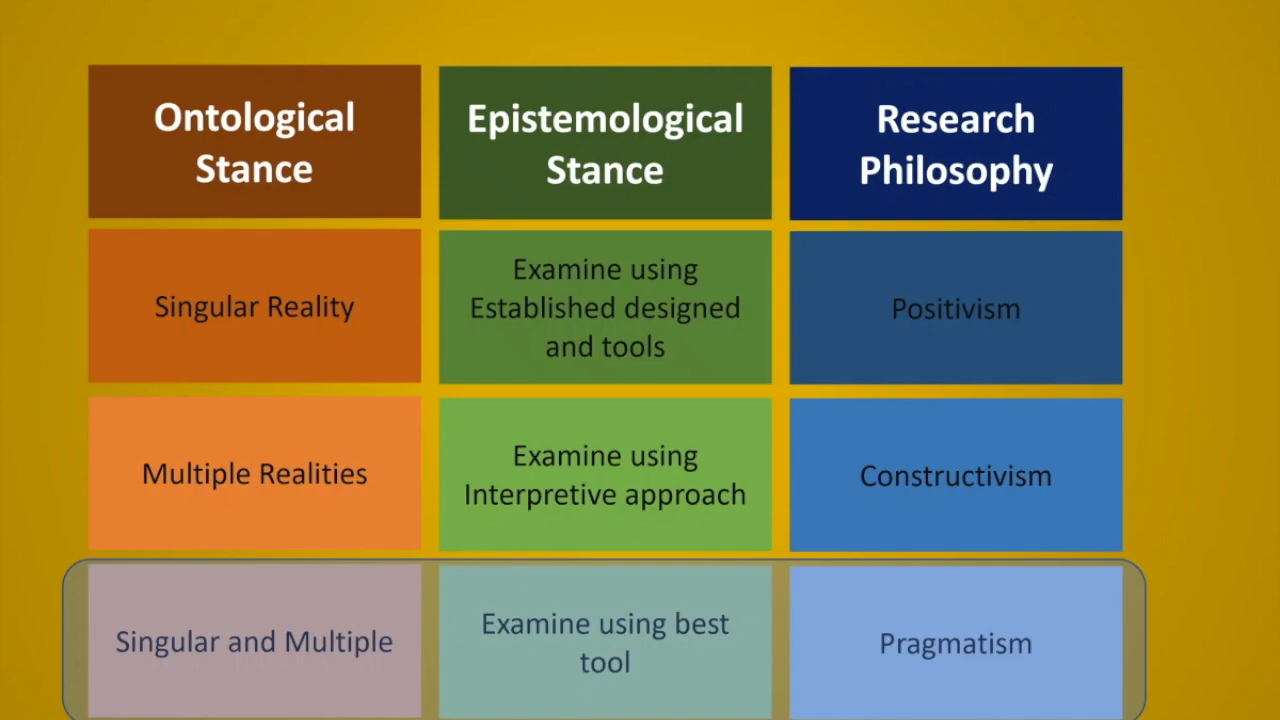 Ontological
Stance
Epistemological
Stance
Research
Philosophy
Singular Reality
Examine using
Established designed
and tools
Positivism
Multiple Realities
Examine using
Interpretive approach
Constructivism
Singular and Multiple
Examine using best
tool
Pragmatism